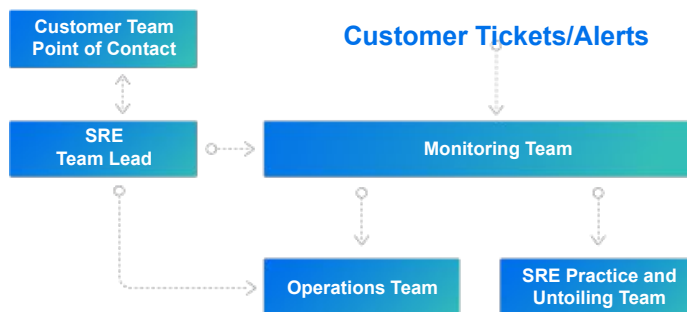 Customer Team
Point of Contact
Customer Tickets/Alerts
SRE
Team Lead
Monitoring Team
Operations Team
SRE Practice and
Untoiling Team